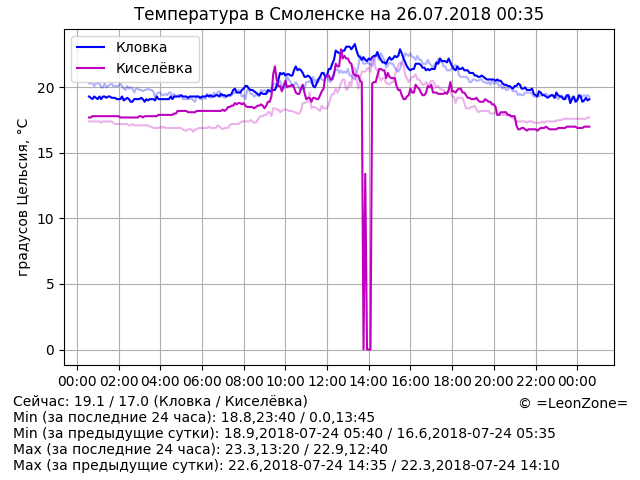 Температура в Смоленске на 26.07.2018 00:35
Кловка
Киселёвка
градусов Цельсия, °C
20
15
10
5
0
00:00 02:00 04:00 06:00 08:00 10:00 12:00 14:00 16:00 18:00 20:00 22:00 00:00
Сейчас: 19.1 / 17.0 (Кловка / Киселёвка)
© =LeonZone=
Min (за последние 24 часа): 18.8,23:40 / 0.0,13:45
Min (за предыдущие сутки): 18.9,2018-07-24 05:40 / 16.6,2018-07-24 05:35
Max (за последние 24 часа): 23.3,13:20 / 22.9,12:40
Max (за предыдущие сутки): 22.6,2018-07-24 14:35 / 22.3,2018-07-24 14:10